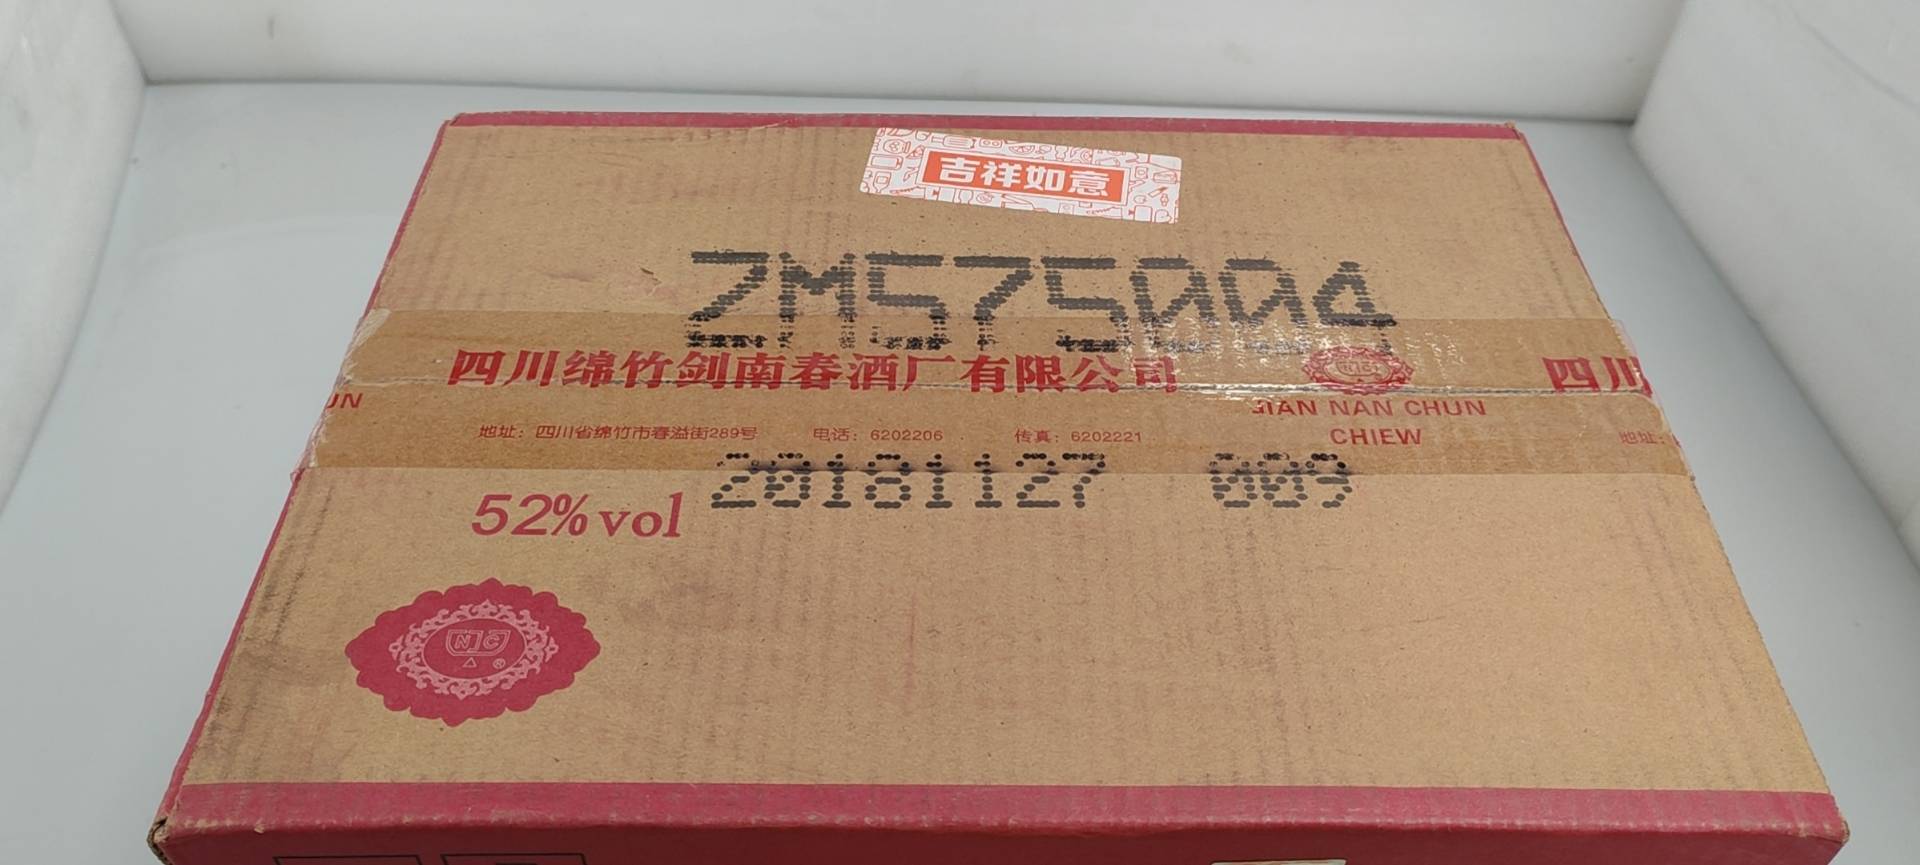 吉祥如意
ZM575004
四川绵竹剑南春酒厂有限公司
四川
UN
JIAN NAN CHUN
CHIEW
地址：四川省绵竹市春溢街289号 电话：6202206 传真：6202221
地址：
20181127 009
52%vol
NJC
®